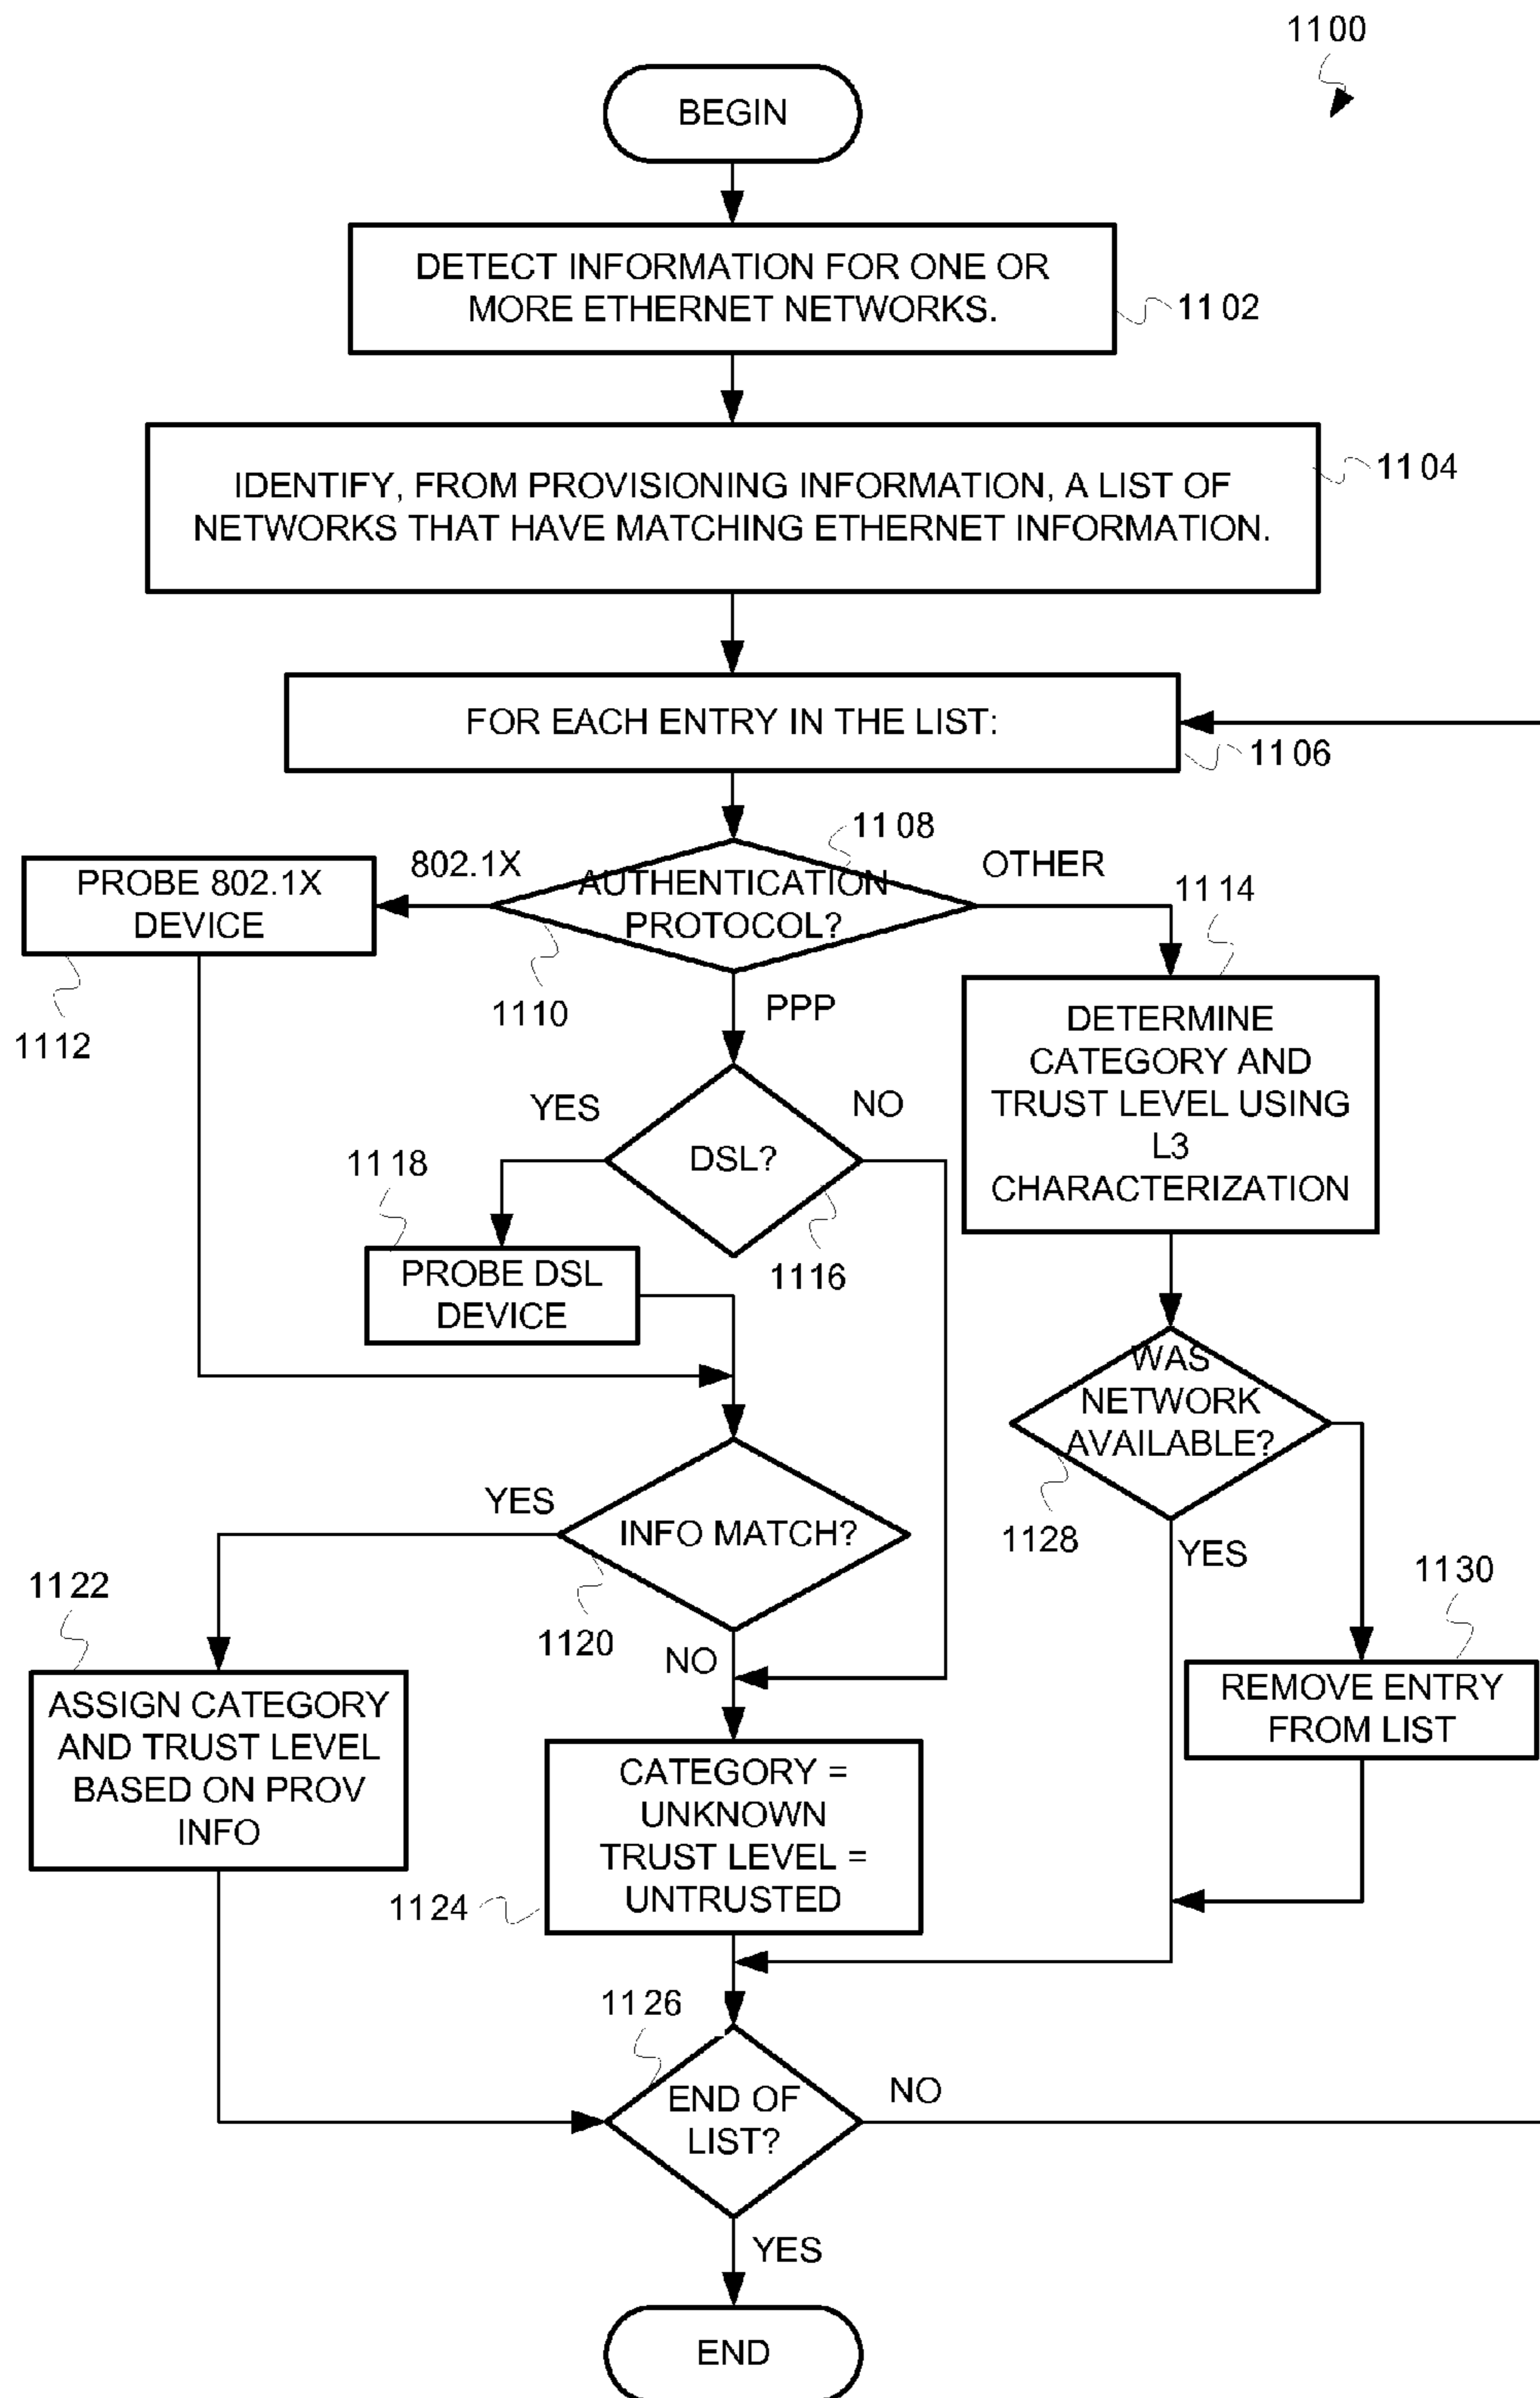 1100
BEGIN
DETECT INFORMATION FOR ONE OR
MORE ETHERNET NETWORKS.
1102
IDENTIFY, FROM PROVISIONING INFORMATION, A LIST OF
NETWORKS THAT HAVE MATCHING ETHERNET INFORMATION.
1104
FOR EACH ENTRY IN THE LIST:
1106
1108
802.1X
AUTHENTICATION
PROTOCOL?
OTHER
PROBE 802.1X
DEVICE
1110
1112
PPP
1114
DETERMINE
CATEGORY AND
TRUST LEVEL USING
L3
CHARACTERIZATION
YES
NO
DSL?
1116
1118
PROBE DSL
DEVICE
WAS
NETWORK
AVAILABLE?
1128
YES
YES
INFO MATCH?
1120
NO
1122
ASSIGN CATEGORY
AND TRUST LEVEL
BASED ON PROV
INFO
1130
REMOVE ENTRY
FROM LIST
CATEGORY =
UNKNOWN
TRUST LEVEL =
UNTRUSTED
1124
1126
END OF
LIST?
NO
YES
END